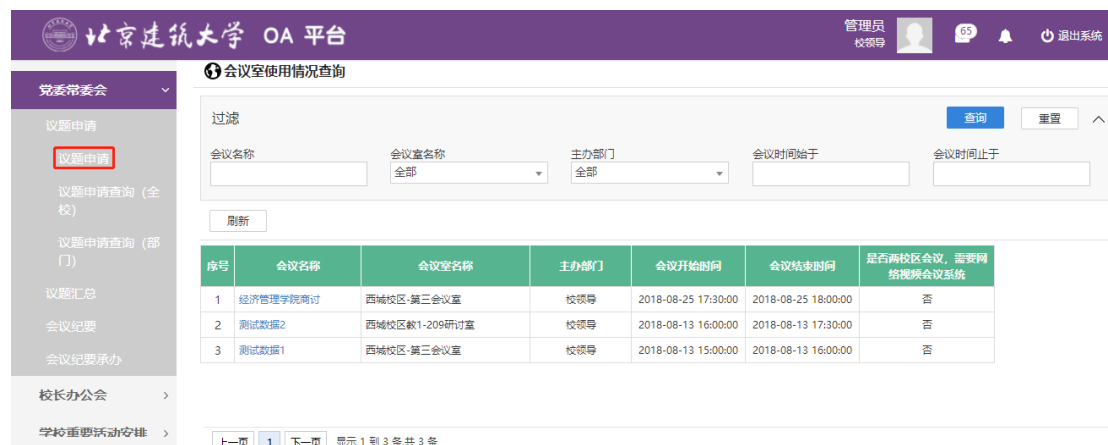 北京建筑大学 OA 平台
管理员
校领导
65
退出系统
会议室使用情况查询
党委常委会
议题申请
议题申请
议题申请查询（全
校）
议题申请查询（部
门）
议题汇总
会议纪要
会议纪要承办
校长办公会
学校重要活动安排
过滤
查询
重置
会议名称 会议室名称 主办部门 会议时间始于 会议时间止于
全部 全部
刷新
序号 会议名称 会议室名称 主办部门 会议开始时间 会议结束时间 是否两校区会议，需要网
络视频会议系统
1 经济管理学院商讨 西城校区-第三会议室 校领导 2018-08-25 17:30:00 2018-08-25 18:00:00 否
2 测试数据2 西城校区教1-209研讨室 校领导 2018-08-13 16:00:00 2018-08-13 17:30:00 否
3 测试数据1 西城校区-第三会议室 校领导 2018-08-13 15:00:00 2018-08-13 16:00:00 否
上一页 1 下一页 显示 1 到 3 条 共 3 条